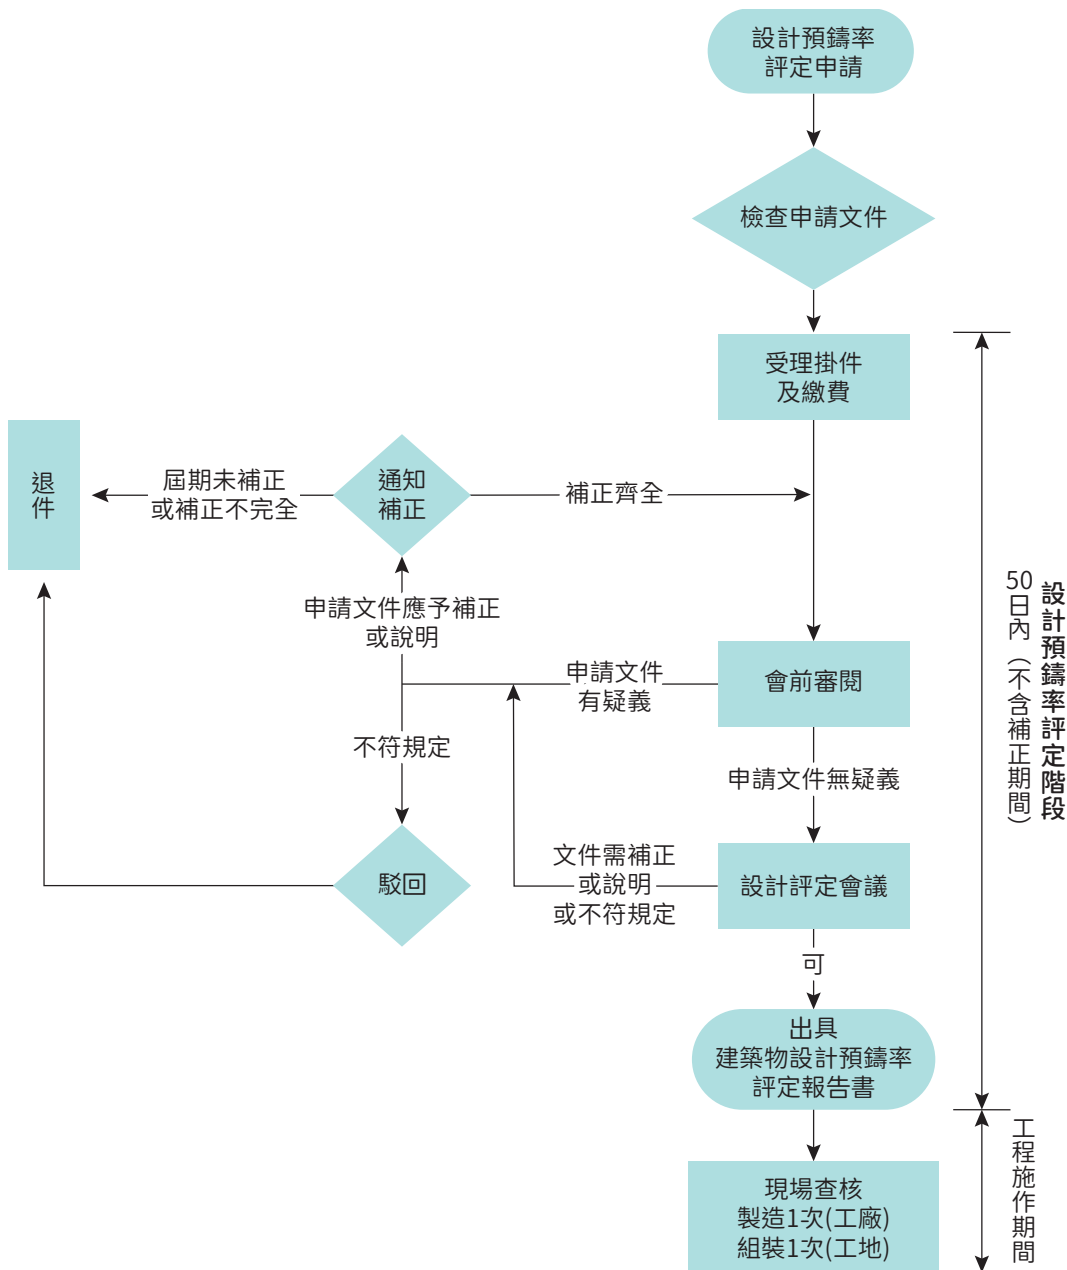 設計預鑄率
評定申請
檢查申請文件
受理掛件
及繳費
退件
屆期未補正
或補正不完全
通知
補正
補正齊全
申請文件應予補正
或說明
申請文件
有疑義
會前審閱
不符規定
申請文件無疑義
駁回
文件需補正
或說明
或不符規定
設計評定會議
可
出具
建築物設計預鑄率
評定報告書
現場查核
製造1次(工廠)
組裝1次(工地)
設計預鑄率評定階段
50日內（不含補正期間）
工程施作期間